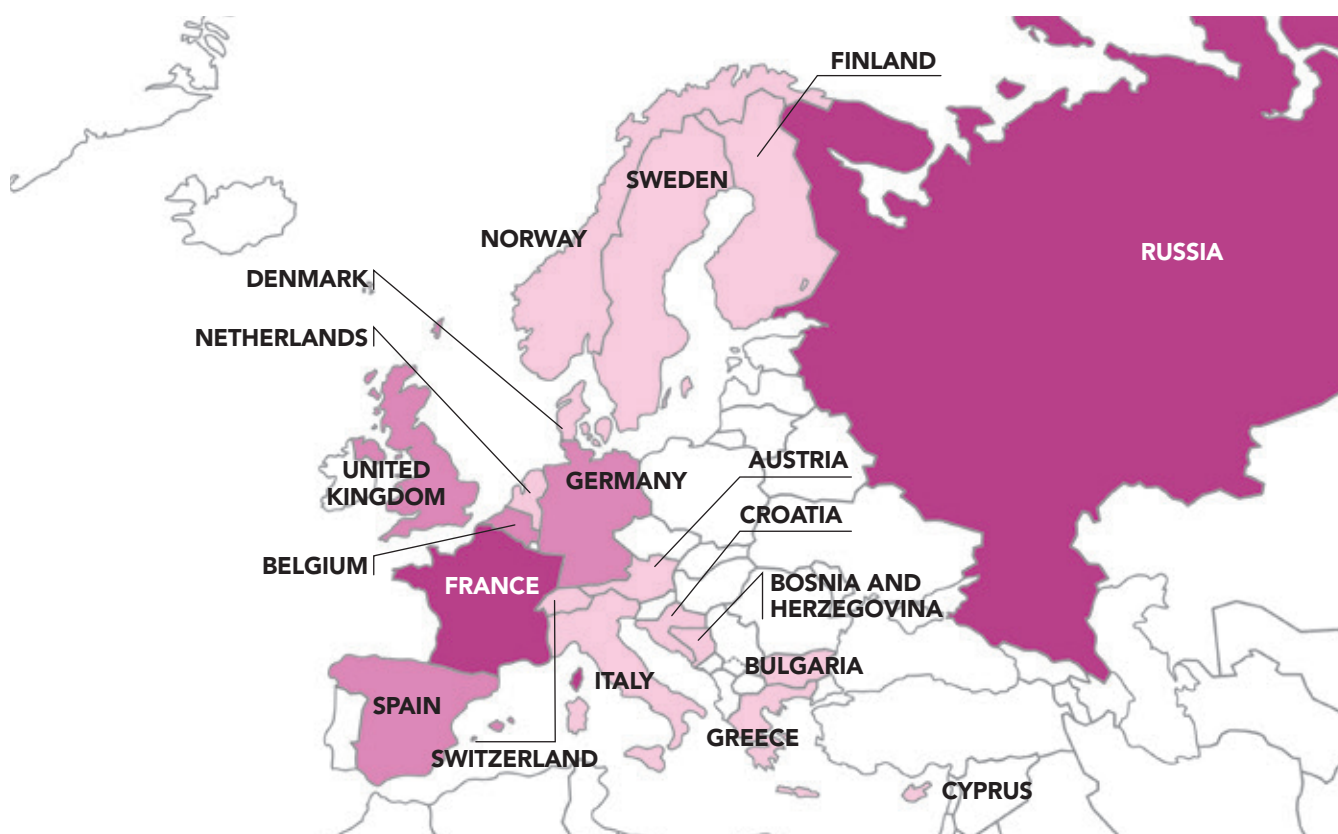 FINLAND
SWEDEN
NORWAY
RUSSIA
DENMARK
NETHERLANDS
UNITED
KINGDOM
GERMANY
AUSTRIA
CROATIA
BELGIUM
FRANCE
BOSNIA AND
HERZEGOVINA
BULGARIA
ITALY
SPAIN
GREECE
SWITZERLAND
CYPRUS